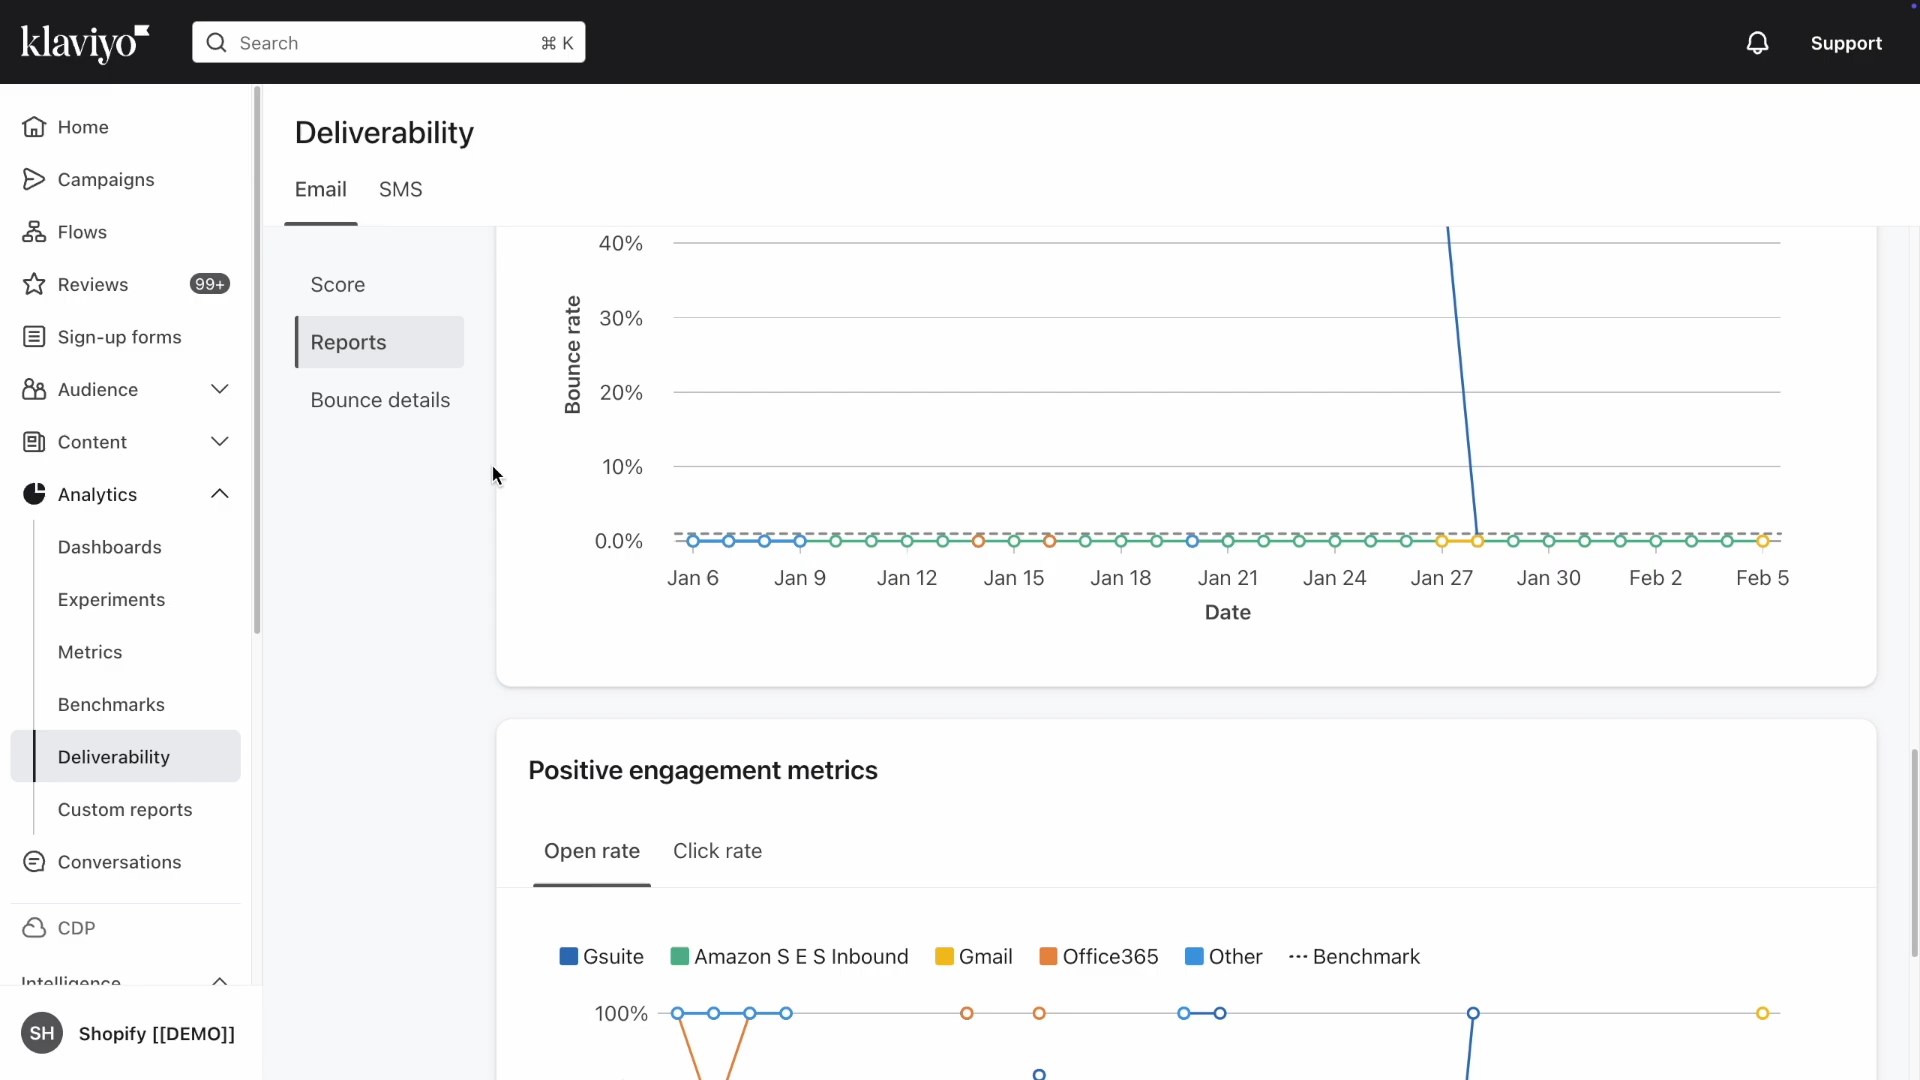 klaviyo
Search
⌘ K
Support
Home
Campaigns
Flows
Reviews
99+
Sign-up forms
Audience
Content
Analytics
Dashboards
Experiments
Metrics
Benchmarks
Deliverability
Custom reports
Conversations
CDP
Intelligence
SH
Shopify [[DEMO]]
Deliverability
Email
SMS
Score
Reports
Bounce details
Bounce rate
40%
30%
20%
10%
0.0%
Jan 6
Jan 9
Jan 12
Jan 15
Jan 18
Jan 21
Jan 24
Jan 27
Jan 30
Feb 2
Feb 5
Date
Positive engagement metrics
Open rate
Click rate
Gsuite
Amazon S E S Inbound
Gmail
Office365
Other
Benchmark
100%